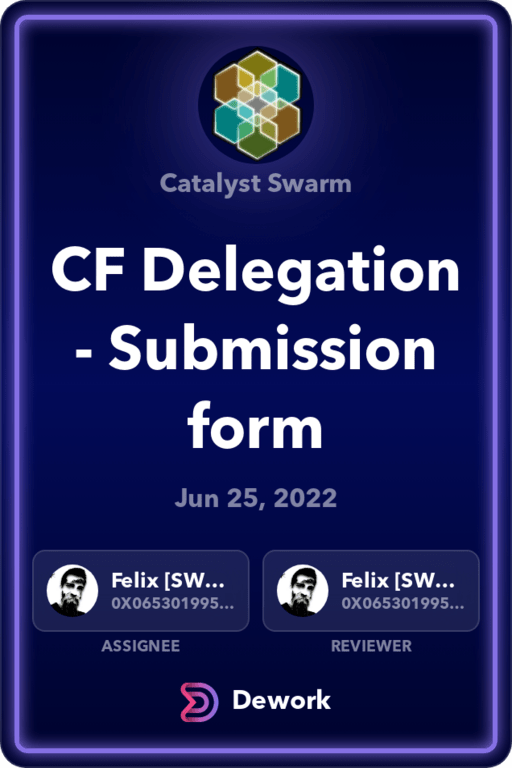 Catalyst Swarm
CF Delegation
- Submission
form
Jun 25, 2022
Felix [SW...
0X065301995...
Felix [SW...
0X065301995...
ASSIGNEE
REVIEWER
Dework